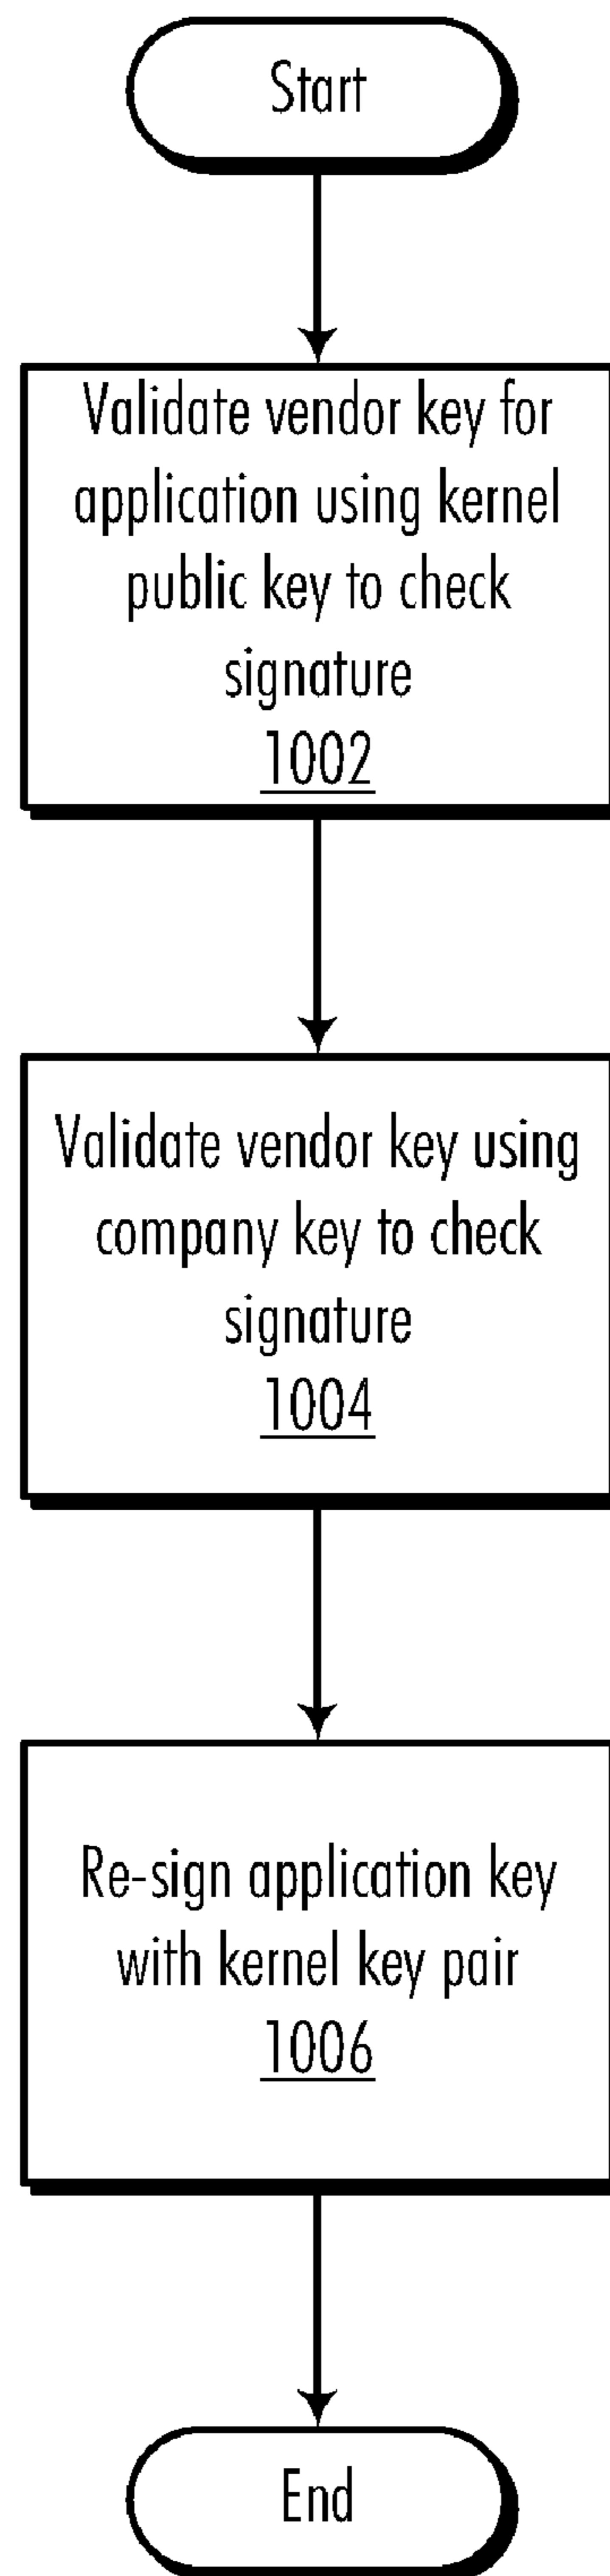 Start
Validate vendor key for
application using kernel
public key to check
signature
1002
Validate vendor key using
company key to check
signature
1004
Re-sign application key
with kernel key pair
1006
End